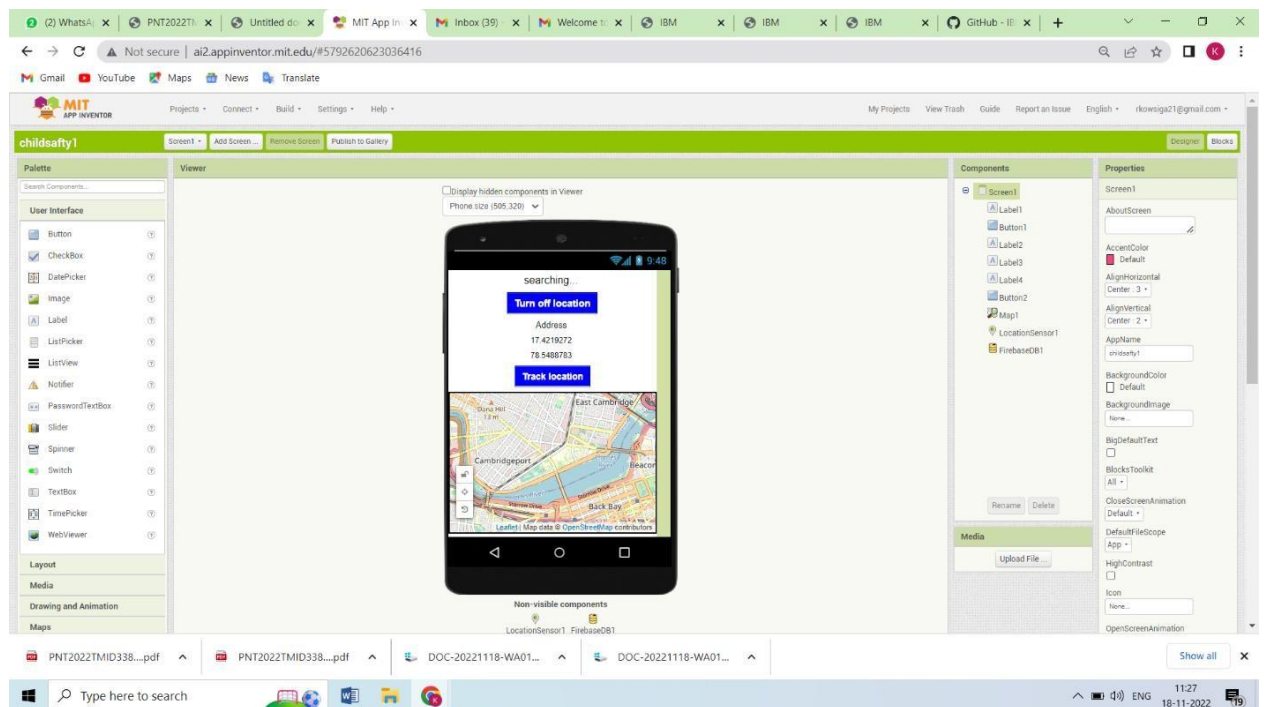 (2) WhatsA
PNT2022TM
Untitled do
MIT App In
Inbox (39)
Welcome to
IBM
IBM
IBM
GitHub - IB
Not secure | ai2.appinventor.mit.edu/#5792620623036416
K
Gmail YouTube Maps News Translate
MIT
APP INVENTOR
Projects Connect Build Settings Help
My Projects View Trash Guide Report an Issue English rkowsiga21@gmail.com
childsafty1
Screen1 Add Screen ... Remove Screen Publish to Gallery
Designer Blocks
Palette
Search Components...
User Interface
Button
CheckBox
DatePicker
Image
Label
ListPicker
ListView
Notifier
PasswordTextBox
Slider
Spinner
Switch
TextBox
TimePicker
WebViewer
Layout
Media
Drawing and Animation
Maps
Viewer
Display hidden components in Viewer
Phone size (505,320)
9:48
searching...
Turn off location
Address
17.4219272
78.5488783
Track location
Dana Hill
East Cambridge
Cambridgeport
Beacon
Back Bay
Leaflet | Map data © OpenStreetMap contributors
Non-visible components
LocationSensor1 FirebaseDB1
Components
Screen1
Label1
Button1
Label2
Label3
Label4
Button2
Map1
LocationSensor1
FirebaseDB1
Rename Delete
Media
Upload File ...
Properties
Screen1
AboutScreen
AccentColor
Default
AlignHorizontal
Center : 3
AlignVertical
Center : 2
AppName
childsafty1
BackgroundColor
Default
BackgroundImage
None...
BigDefaultText
BlocksToolkit
All
CloseScreenAnimation
Default
DefaultFileScope
App
HighContrast
Icon
None...
OpenScreenAnimation
PNT2022TMID338....pdf
PNT2022TMID338....pdf
DOC-20221118-WA01...
DOC-20221118-WA01...
Show all
Type here to search
ENG
11:27
18-11-2022
19